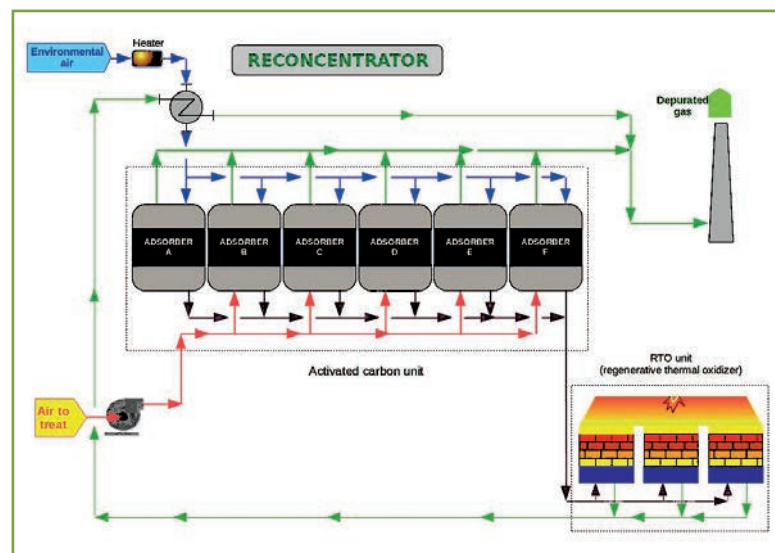 Environmental
air
Heater
RECONCENTRATOR
Depurated
gas
ADSORBER
A
ADSORBER
B
ADSORBER
C
ADSORBER
D
ADSORBER
E
ADSORBER
F
Activated carbon unit
RTO unit
(regenerative thermal oxidizer)
Air to
treat